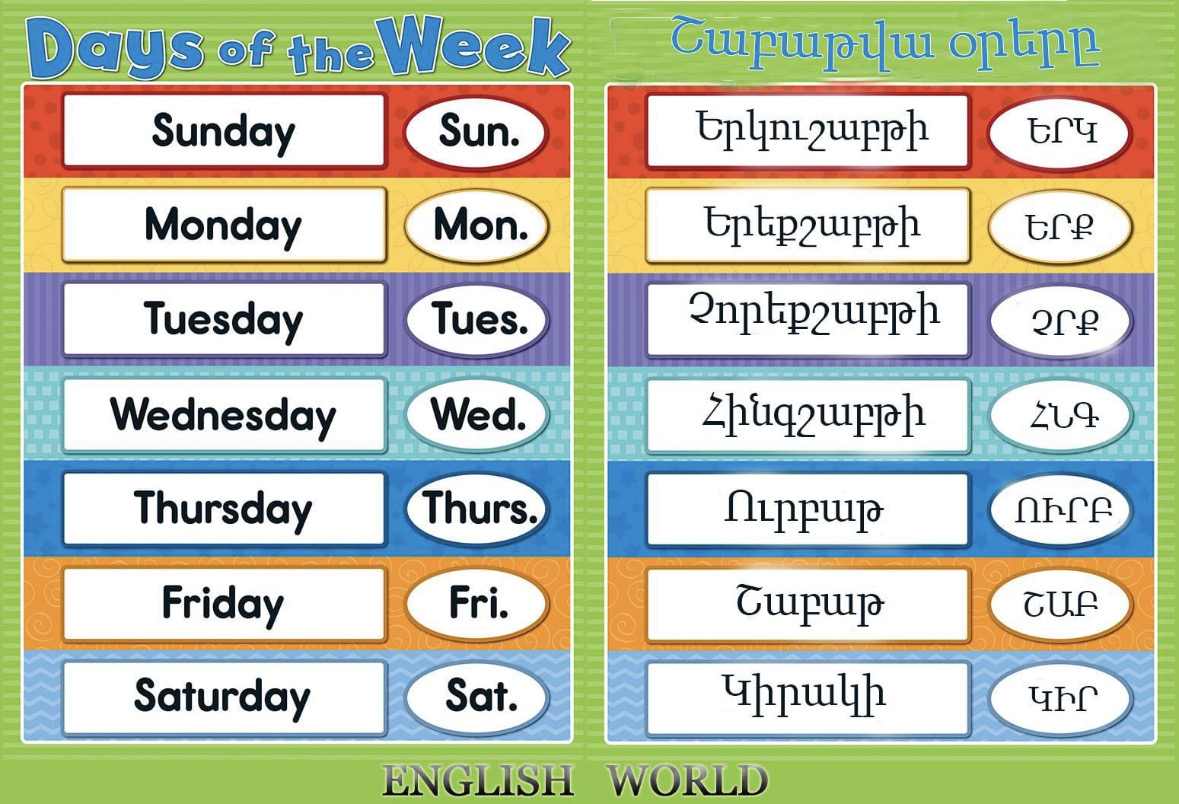 Days of the Week
Sunday Sun.
Monday Mon.
Tuesday Tues.
Wednesday Wed.
Thursday Thurs.
Friday Fri.
Saturday Sat.
Շաբաթվա օրերը
Երկուշաբթի ԵՐԿ
Երեքշաբթի ԵՐՔ
Չորեքշաբթի ՉՐՔ
Հինգշաբթի ՀՆԳ
Ուրբաթ ՈՒՐԲ
Շաբաթ ՇԱԲ
Կիրակի ԿԻՐ
ENGLISH WORLD